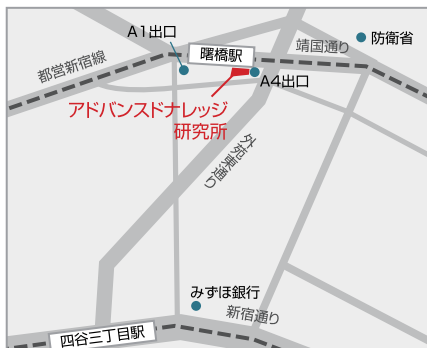 A1出口
曙橋駅
靖国通り
防衛省
都営新宿線
A4出口
アドバンスドナレッジ
研究所
外苑東通り
みずほ銀行
新宿通り
四谷三丁目駅